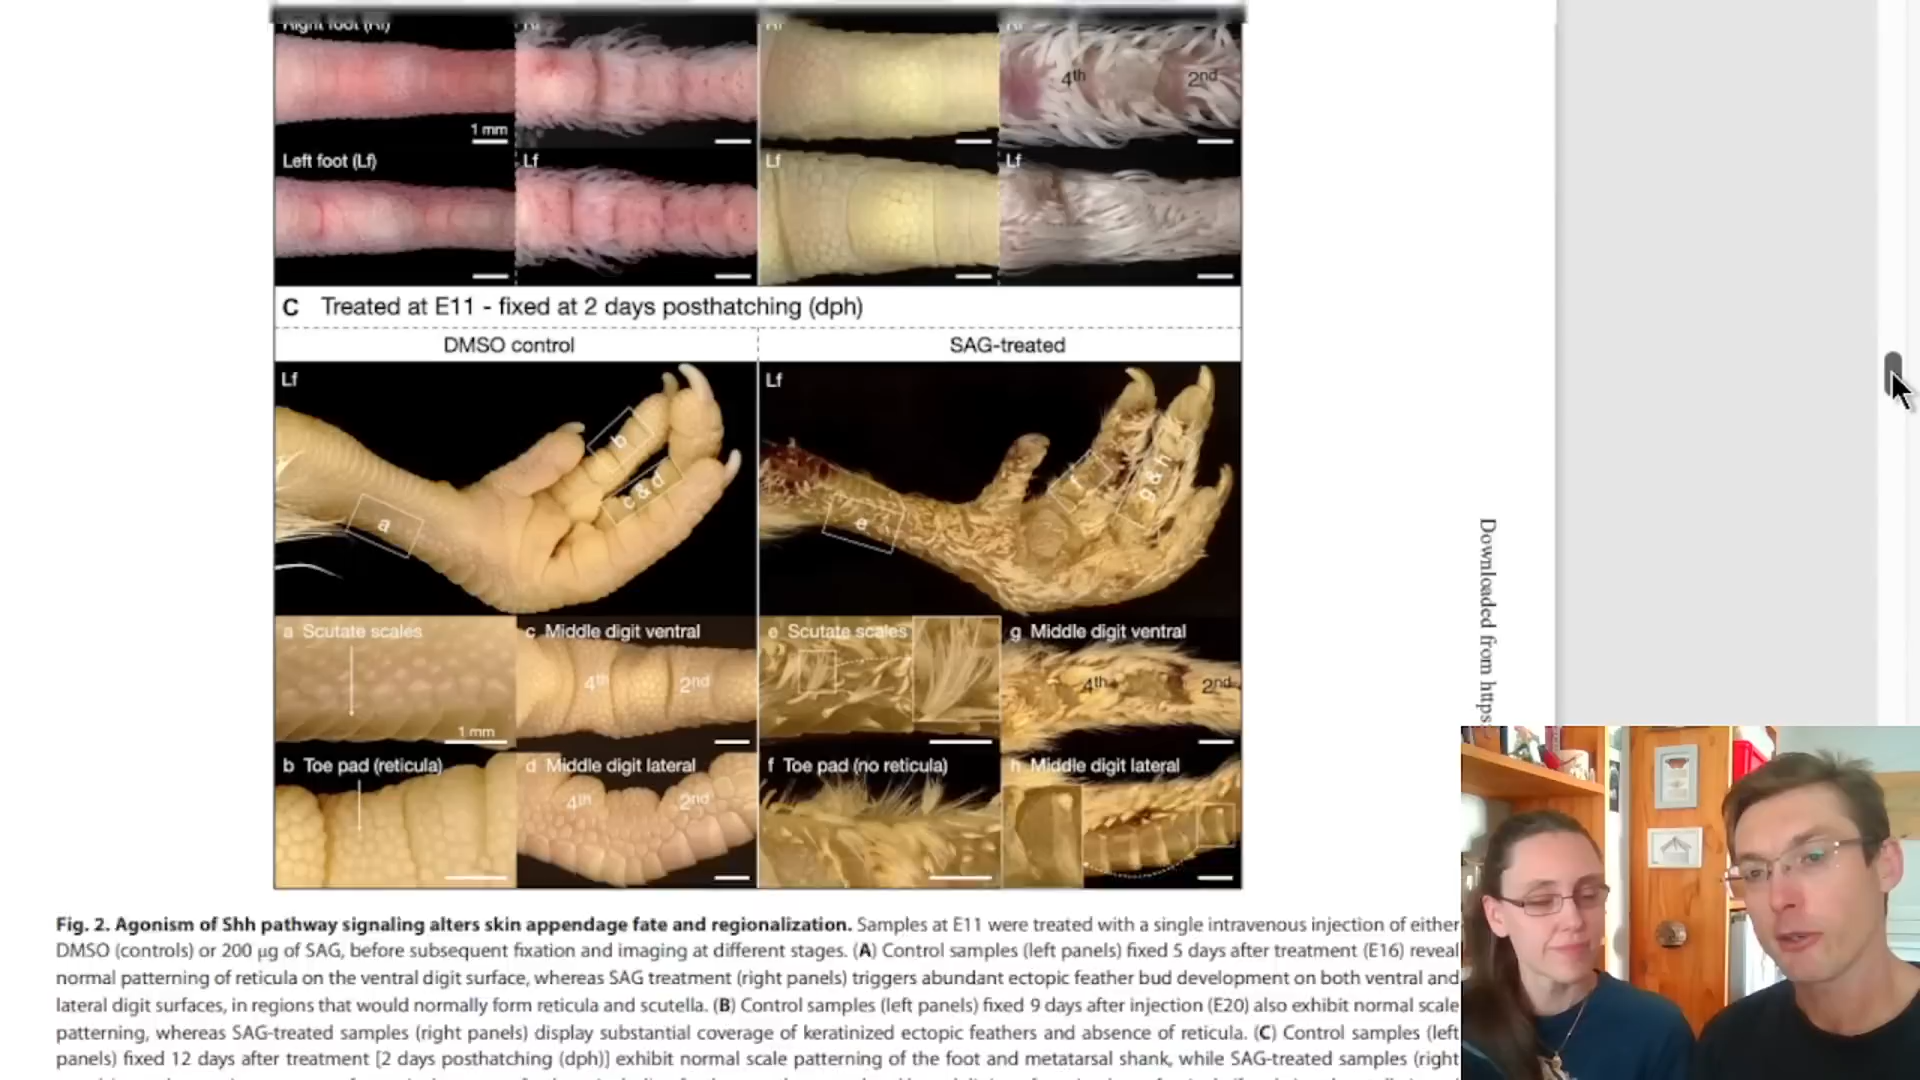 Right foot (Rf)
Rf
Rf
Rf
4th
2nd
1 mm
Left foot (Lf)
Lf
Lf
Lf
C Treated at E11 - fixed at 2 days posthatching (dph)
DMSO control
SAG-treated
Lf
Lf
b
c & d
a
f
g & h
e
a Scutate scales
c Middle digit ventral
e Scutate scales
g Middle digit ventral
4th
2nd
4th
2nd
1 mm
b Toe pad (reticula)
d Middle digit lateral
f Toe pad (no reticula)
h Middle digit lateral
4th
2nd
Downloaded from https:
Fig. 2. Agonism of Shh pathway signaling alters skin appendage fate and regionalization. Samples at E11 were treated with a single intravenous injection of either
DMSO (controls) or 200 μg of SAG, before subsequent fixation and imaging at different stages. (A) Control samples (left panels) fixed 5 days after treatment (E16) reveal
normal patterning of reticula on the ventral digit surface, whereas SAG treatment (right panels) triggers abundant ectopic feather bud development on both ventral and
lateral digit surfaces, in regions that would normally form reticula and scutella. (B) Control samples (left panels) fixed 9 days after injection (E20) also exhibit normal scale
patterning, whereas SAG-treated samples (right panels) display substantial coverage of keratinized ectopic feathers and absence of reticula. (C) Control samples (left
panels) fixed 12 days after treatment [2 days posthatching (dph)] exhibit normal scale patterning of the foot and metatarsal shank, while SAG-treated samples (right